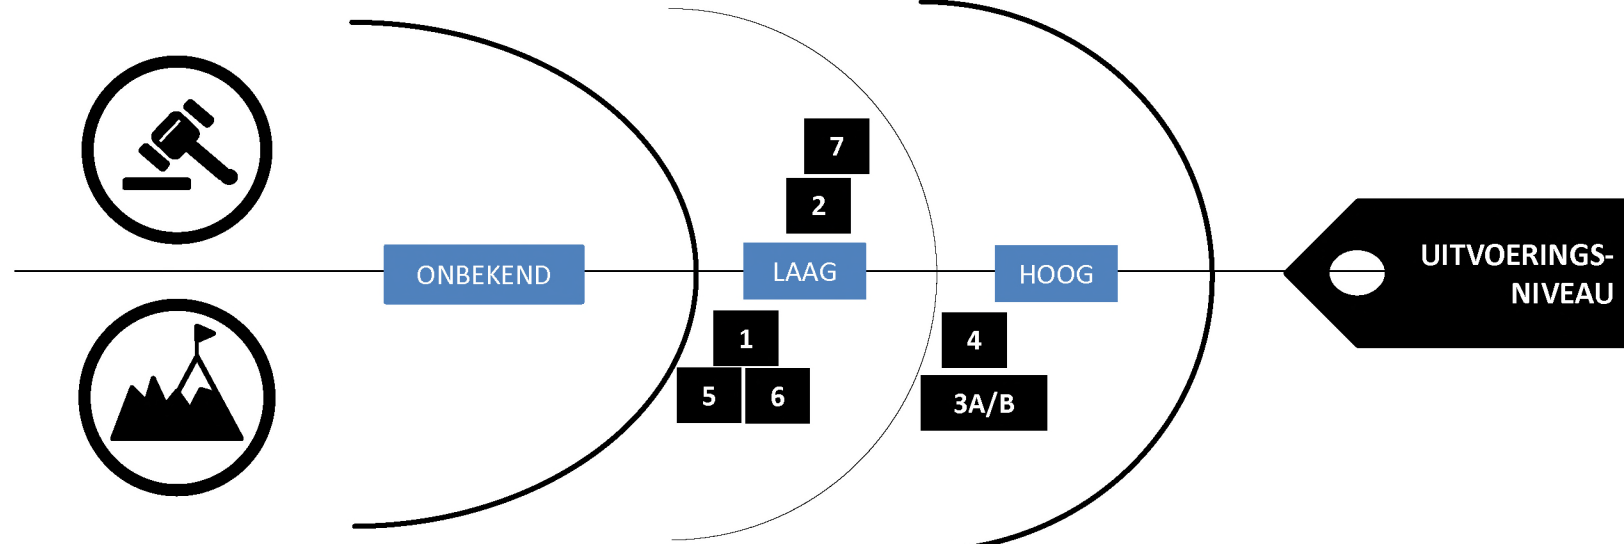 7
2
ONBEKEND
LAAG
HOOG
UITVOERINGS-
NIVEAU
1
4
5
6
3A/B